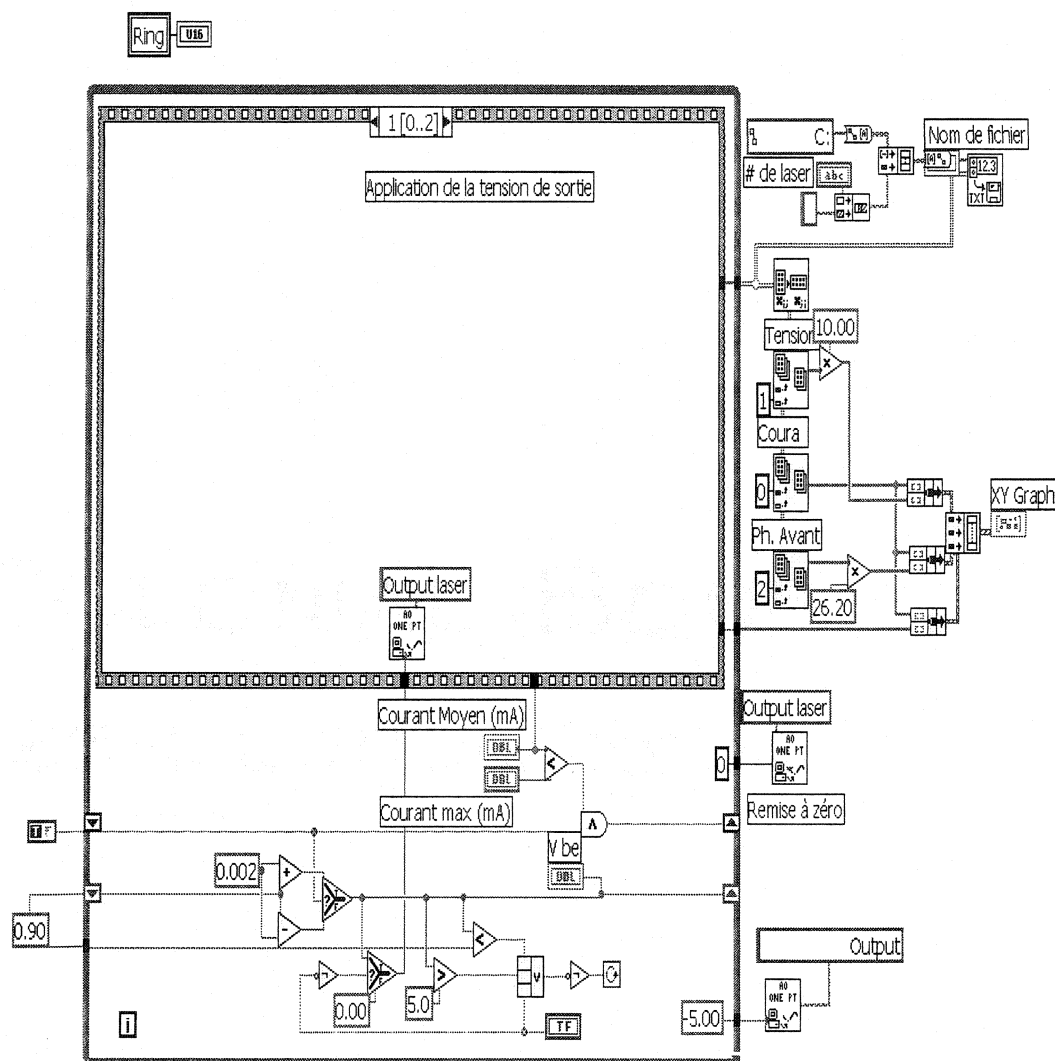 Ring U16
1 [0..2]
Application de la tension de sortie
C:
Nom de fichier
# de laser
abc
12.3
TXT
Tension
10.00
1
Coura
0
Ph. Avant
2
26.20
XY Graph
Output laser
AO
ONE PT
Courant Moyen (mA)
DBL
DBL
Courant max (mA)
Output laser
AO
ONE PT
0
Remise à zéro
V be
DBL
0.002
0.90
0.00
5.0
TF
i
Output
AO
ONE PT
-5.00